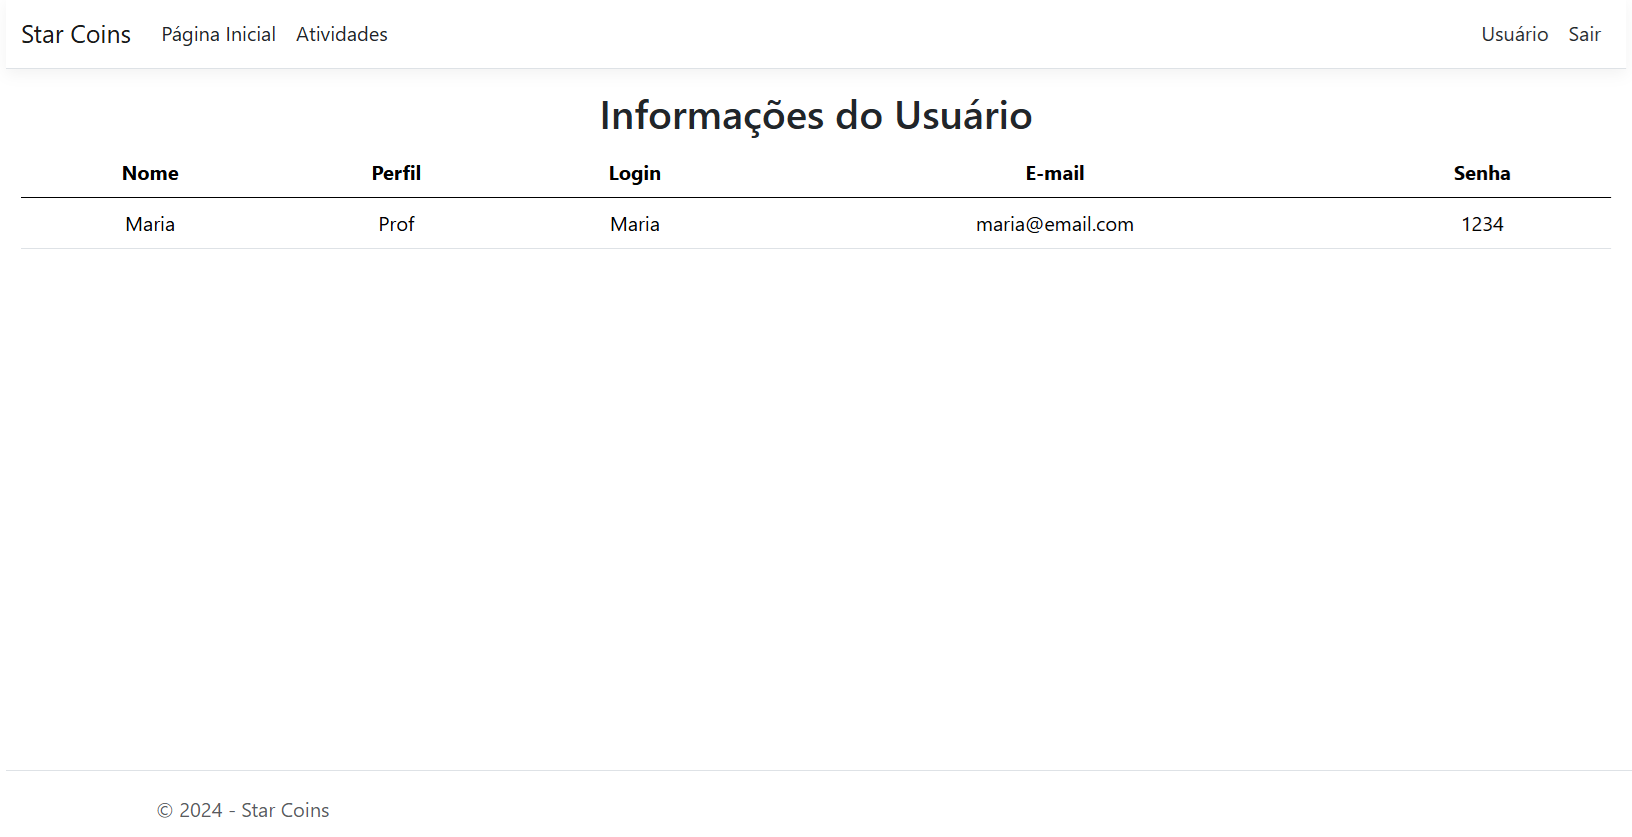 Star Coins Página Inicial Atividades Usuário Sair
Informações do Usuário
Nome Perfil Login E-mail Senha
Maria Prof Maria maria@email.com 1234
© 2024 - Star Coins